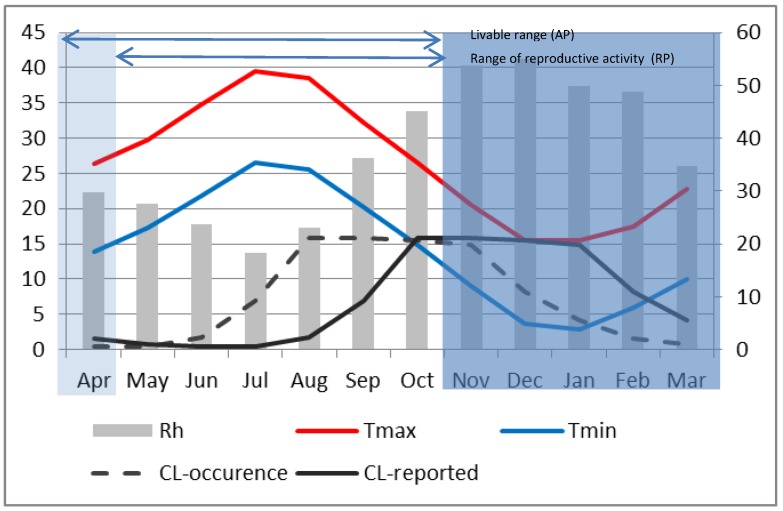 45 60
Livable range (AP)
40 Range of reproductive activity (RP) 50
35
30 40
25 30
20
15 20
10 10
5
0 0
Apr May Jun Jul Aug Sep Oct Nov Dec Jan Feb Mar
Rh Tmax Tmin
CL-occurence CL-reported